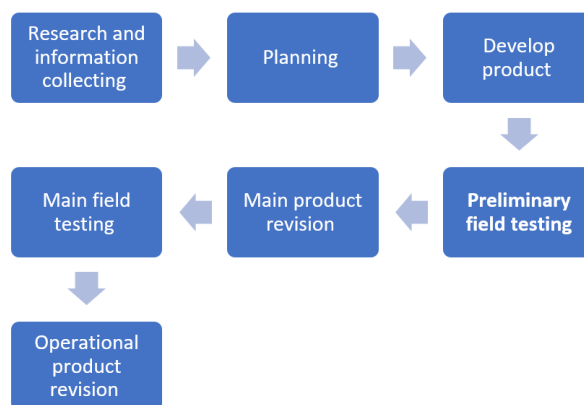 Research and
information
collecting
Planning
Develop
product
Preliminary
field testing
Main product
revision
Main field
testing
Operational
product
revision